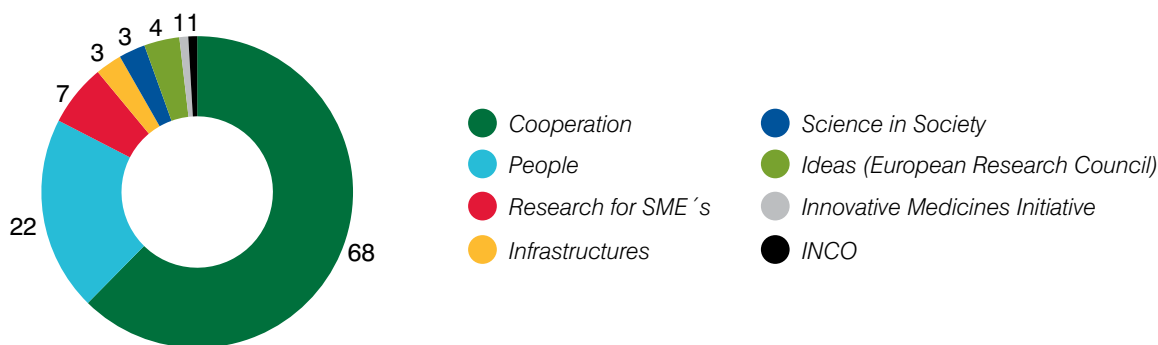 3 3 4 11
7
22
68
Cooperation
People
Research for SME´s
Infrastructures
Science in Society
Ideas (European Research Council)
Innovative Medicines Initiative
INCO